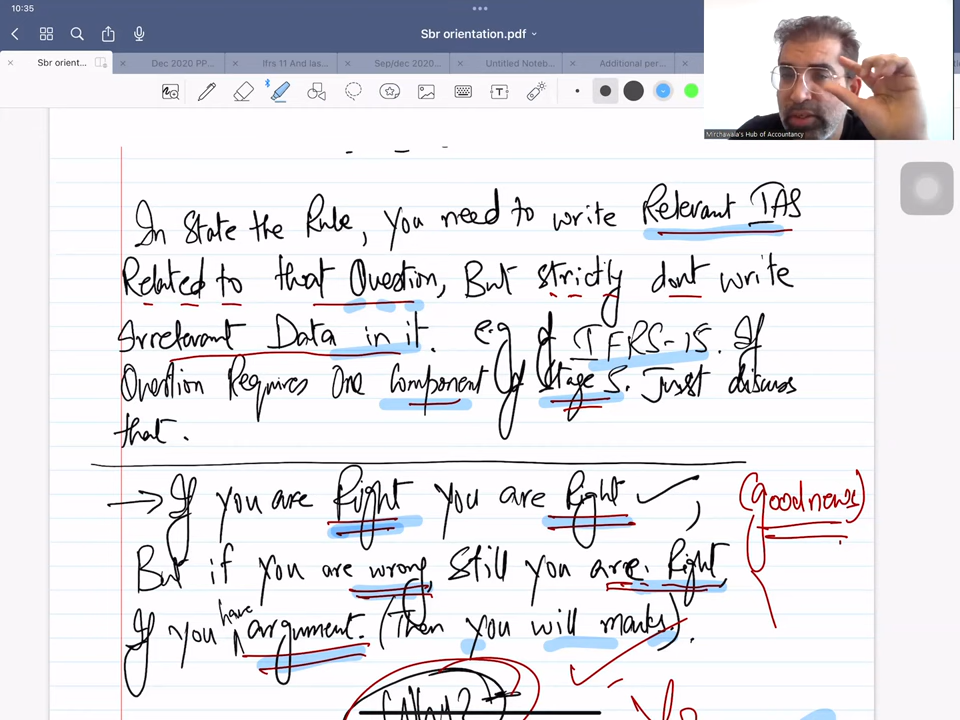 10:35
Sbr orientation.pdf
Sbr orient...
Dec 2020 PP...
Ifrs 11 And las...
Sep/dec 2020...
Untitled Noteb...
Additional per...
Mirchawala's Hub of Accountancy
In State the Rule, You need to write Relevant IAS
Related to that Question, But strictly dont write
Irrelevant Data in it. e.g of IFRS-15. If
Question Requires One Component of Stage 5. Just discuss
that.
→ If you are Right you are Right ✓, (good news)
But if you are wrong, Still you are Right,
If you have argument. (Then you will marks).